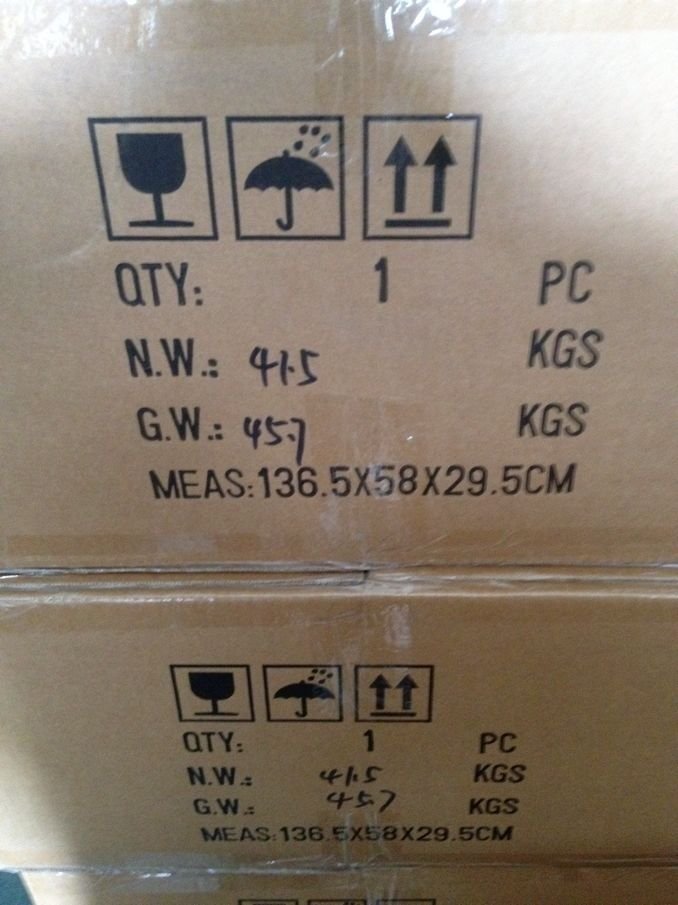 QTY: 1 PC
N.W.: 41.5 KGS
G.W.: 45.7 KGS
MEAS:136.5X58X29.5CM
QTY: 1 PC
N.W.: 41.5 KGS
G.W.: 45.7 KGS
MEAS:136.5X58X29.5CM